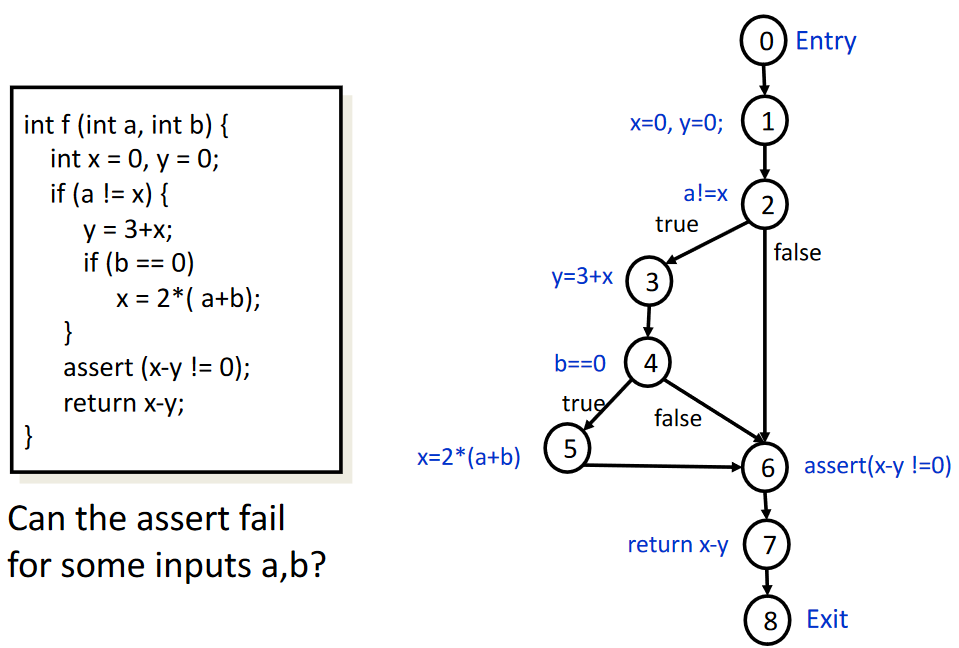 int f (int a, int b) {
int x = 0, y = 0;
if (a != x) {
y = 3+x;
if (b == 0)
x = 2*( a+b);
}
assert (x-y != 0);
return x-y;
}
Can the assert fail
for some inputs a,b?
0 Entry
x=0, y=0; 1
a!=x 2
true
false
y=3+x 3
b==0 4
true
false
x=2*(a+b) 5
6 assert(x-y !=0)
return x-y 7
8 Exit